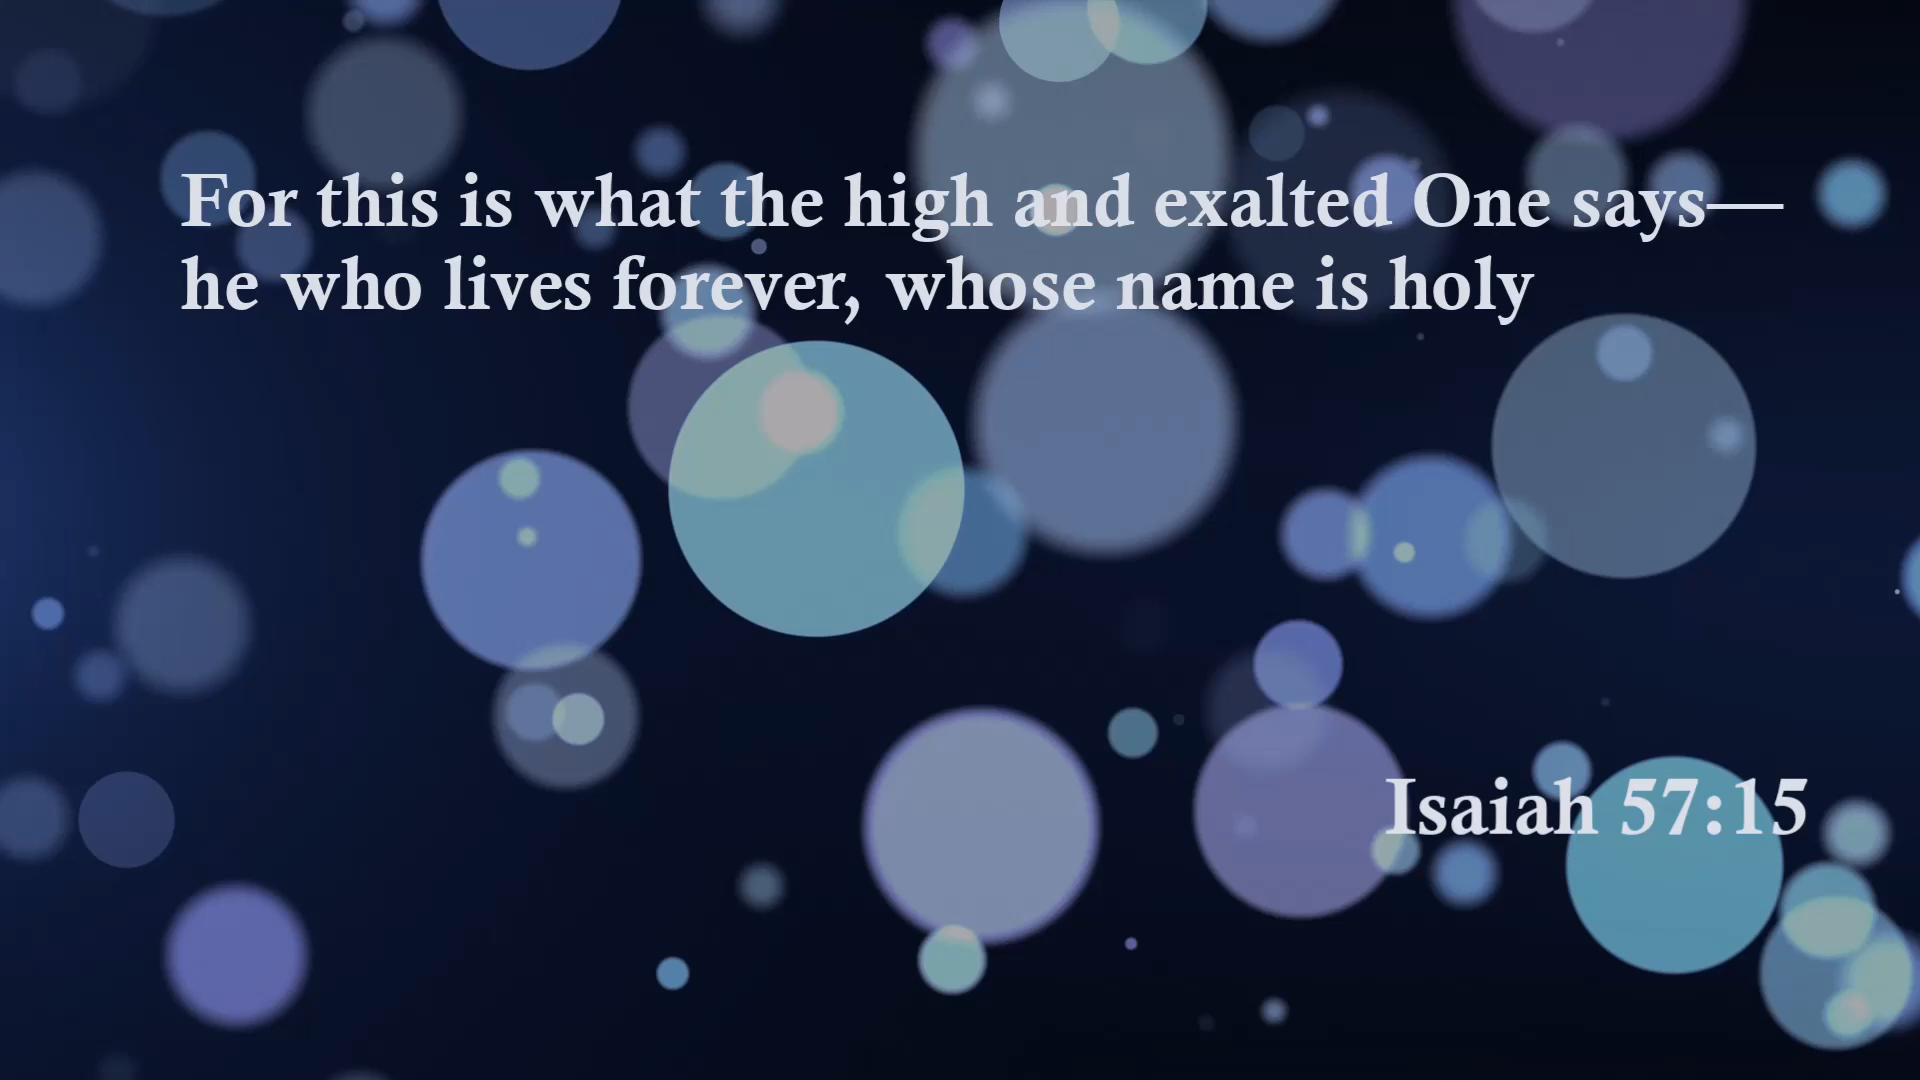 For this is what the high and exalted One says—
he who lives forever, whose name is holy
Isaiah 57:15